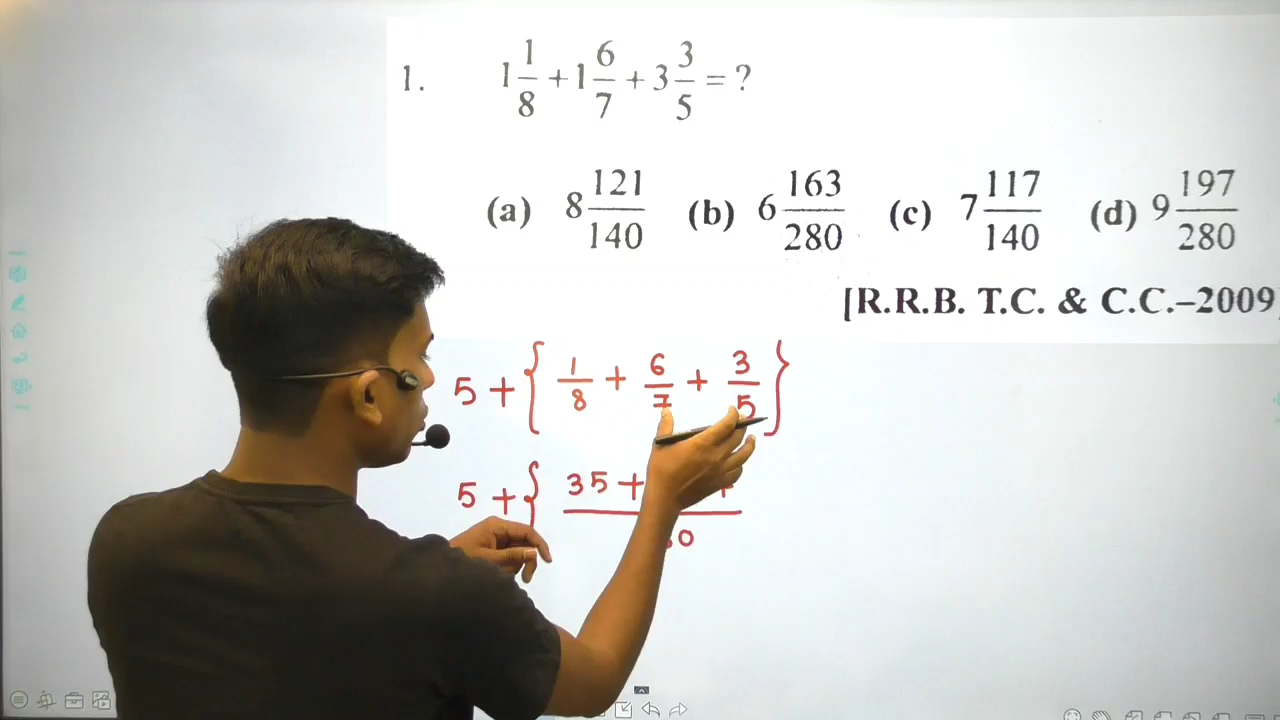 1. 1 1/8 + 1 6/7 + 3 3/5 = ?
(a) 8 121/140 (b) 6 163/280 (c) 7 117/140 (d) 9 197/280
[R.R.B. T.C. & C.C.–2009]
5 + { 1/8 + 6/7 + 3/5 }
5 + { 35 +